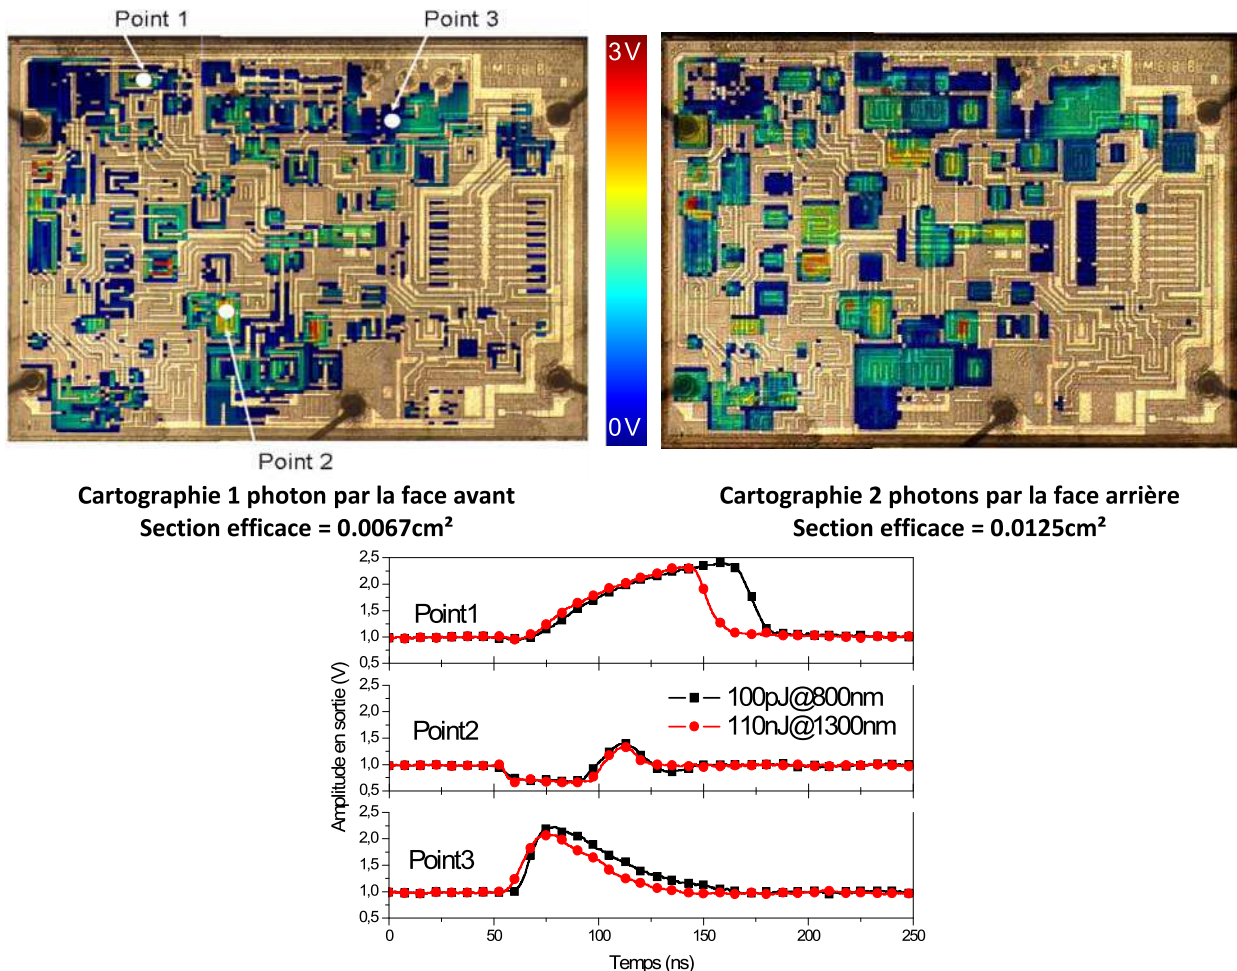 Point 1
Point 3
3V
0V
Point 2
Cartographie 1 photon par la face avant
Section efficace = 0.0067cm²
Cartographie 2 photons par la face arrière
Section efficace = 0.0125cm²
Amplitude en sortie (V)
2,5
2,0
1,5
1,0
0,5
Point1
2,5
2,0
1,5
1,0
0,5
Point2
100pJ@800nm
110nJ@1300nm
2,5
2,0
1,5
1,0
0,5
Point3
0
50
100
150
200
250
Temps (ns)